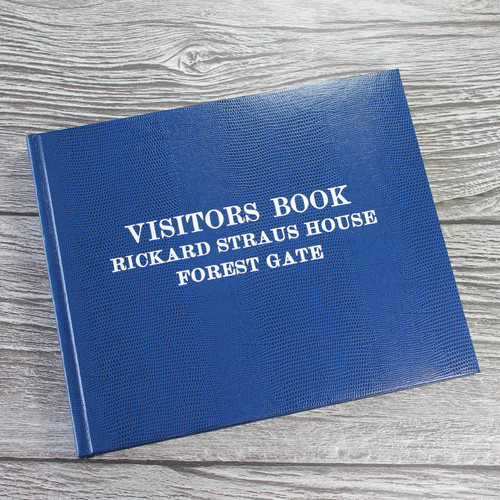 VISITORS BOOK
RICKARD STRAUS HOUSE
FOREST GATE